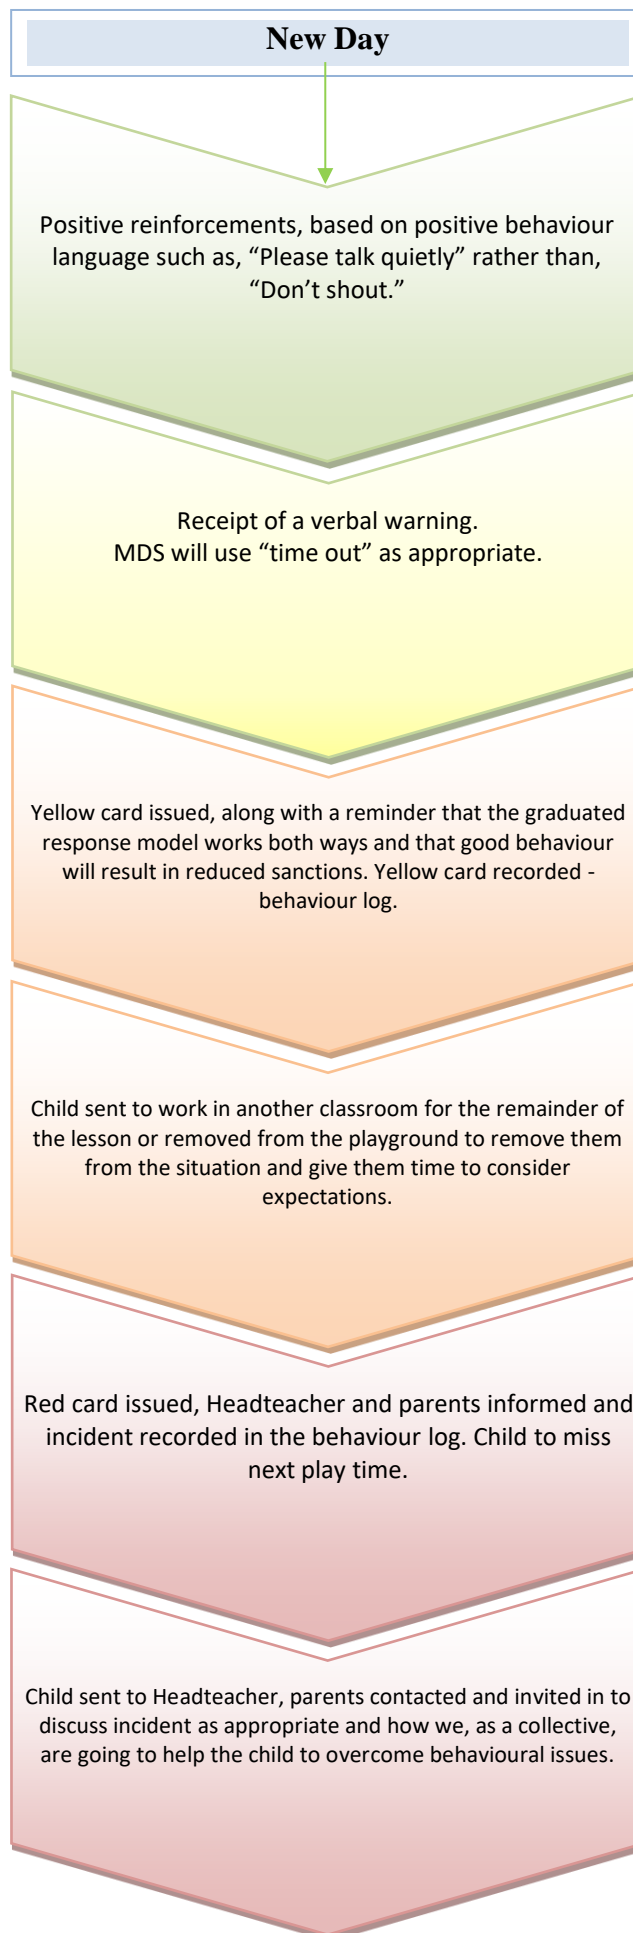 New Day
Positive reinforcements, based on positive behaviour
language such as, “Please talk quietly” rather than,
“Don’t shout.”
Receipt of a verbal warning.
MDS will use “time out” as appropriate.
Yellow card issued, along with a reminder that the graduated
response model works both ways and that good behaviour
will result in reduced sanctions. Yellow card recorded -
behaviour log.
Child sent to work in another classroom for the remainder of
the lesson or removed from the playground to remove them
from the situation and give them time to consider
expectations.
Red card issued, Headteacher and parents informed and
incident recorded in the behaviour log. Child to miss
next play time.
Child sent to Headteacher, parents contacted and invited in to
discuss incident as appropriate and how we, as a collective,
are going to help the child to overcome behavioural issues.